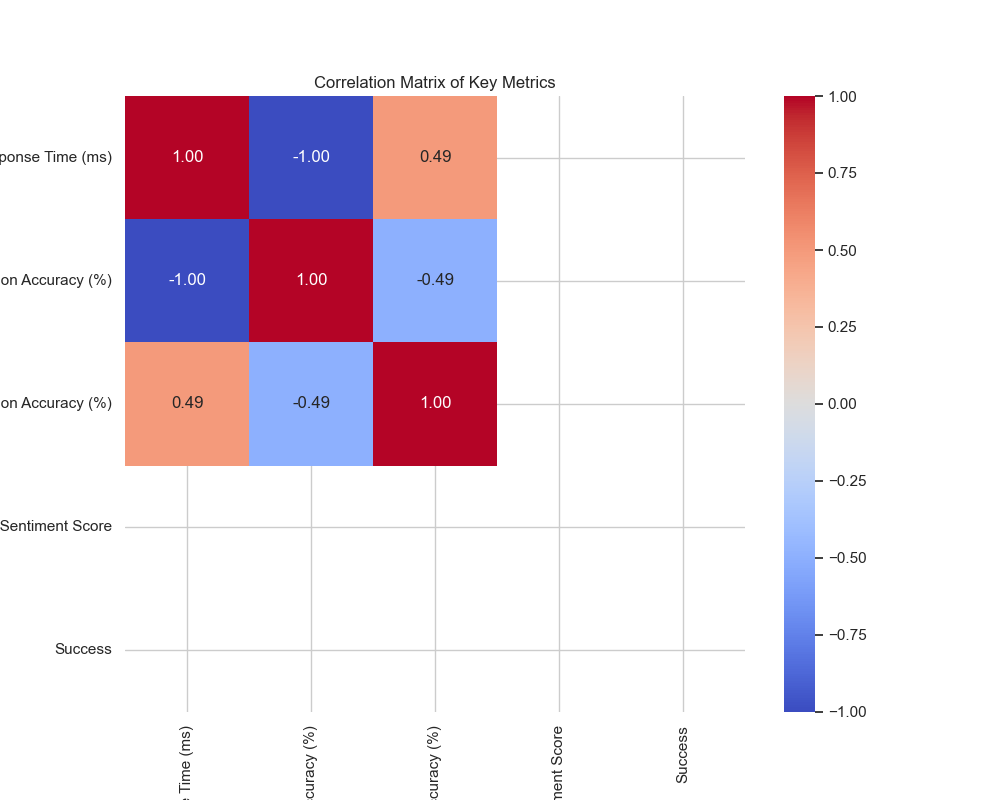 Correlation Matrix of Key Metrics
ponse Time (ms)
1.00
-1.00
0.49
on Accuracy (%)
-1.00
1.00
-0.49
on Accuracy (%)
0.49
-0.49
1.00
Sentiment Score
Success
Time (ms)
curacy (%)
curacy (%)
ment Score
Success
1.00
0.75
0.50
0.25
0.00
−0.25
−0.50
−0.75
−1.00